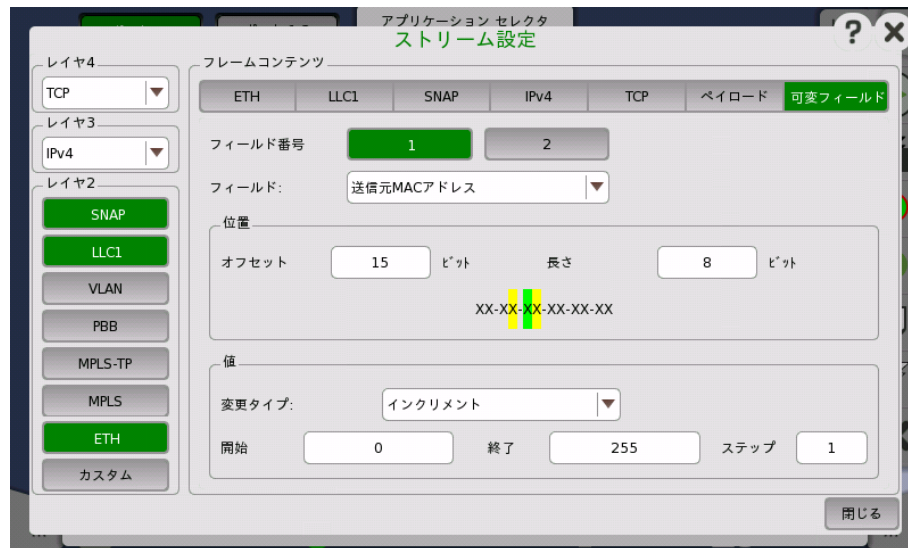 アプリケーション セレクタ
ストリーム設定
? ×
レイヤ4
TCP
レイヤ3
IPv4
レイヤ2
SNAP
LLC1
VLAN
PBB
MPLS-TP
MPLS
ETH
カスタム
フレームコンテンツ
ETH LLC1 SNAP IPv4 TCP ペイロード 可変フィールド
フィールド番号 1 2
フィールド: 送信元MACアドレス
位置
オフセット 15 ビット 長さ 8 ビット
XX-XX-XX-XX-XX-XX
値
変更タイプ: インクリメント
開始 0 終了 255 ステップ 1
閉じる